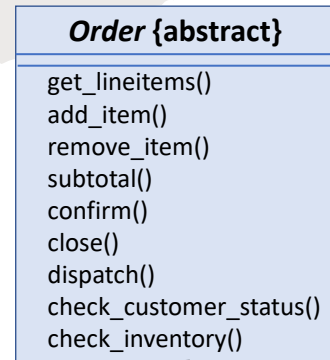 Order {abstract}
get_lineitems()
add_item()
remove_item()
subtotal()
confirm()
close()
dispatch()
check_customer_status()
check_inventory()